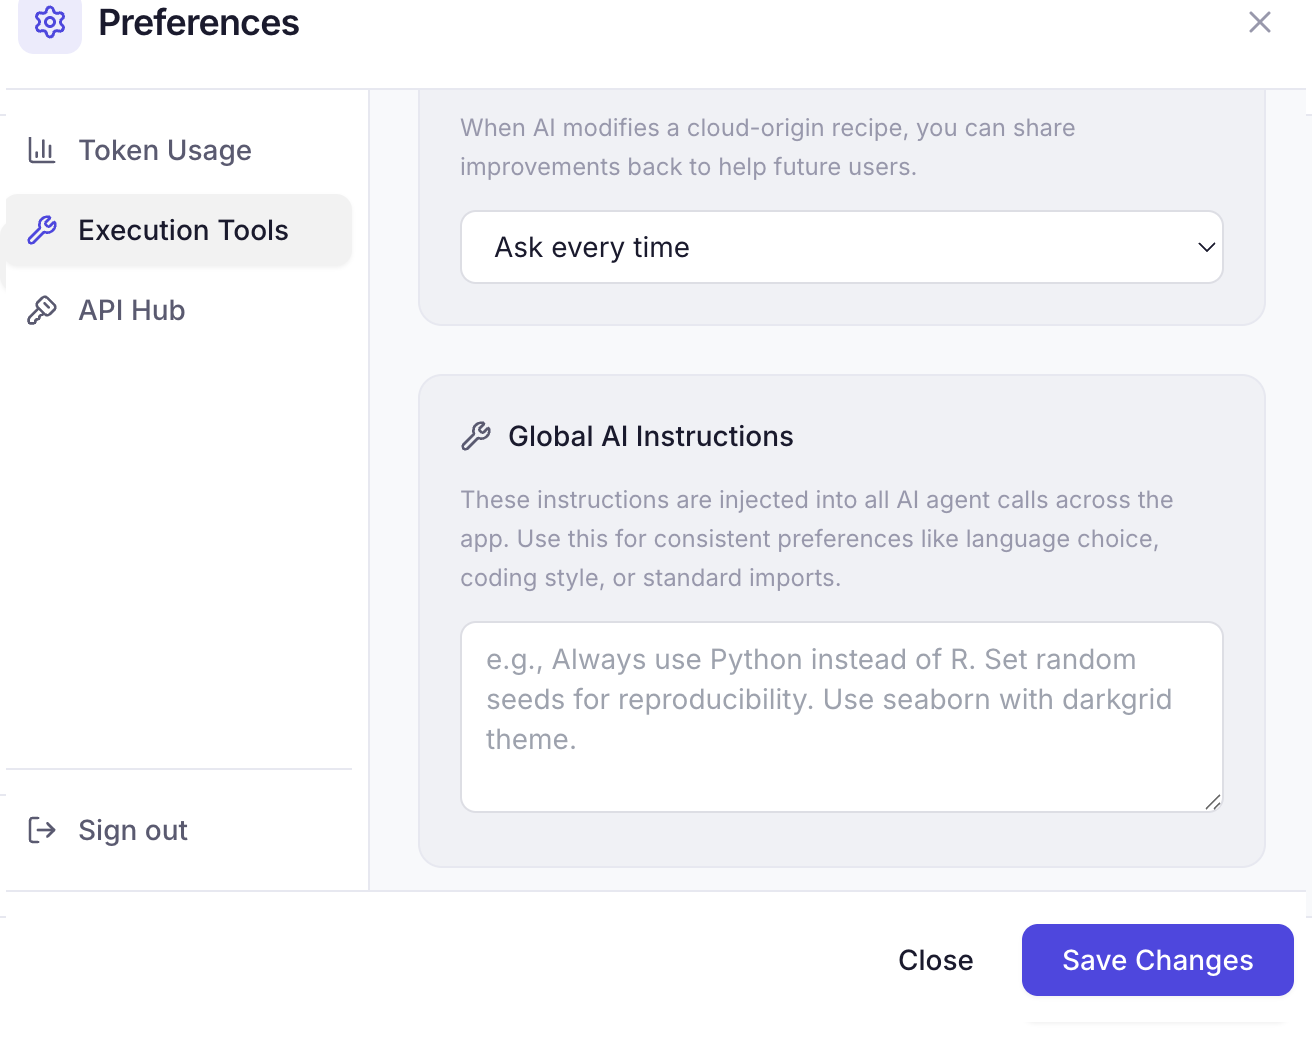 Preferences
Token Usage
Execution Tools
API Hub
Sign out
When AI modifies a cloud-origin recipe, you can share
improvements back to help future users.
Ask every time
Global AI Instructions
These instructions are injected into all AI agent calls across the
app. Use this for consistent preferences like language choice,
coding style, or standard imports.
e.g., Always use Python instead of R. Set random
seeds for reproducibility. Use seaborn with darkgrid
theme.
Close
Save Changes